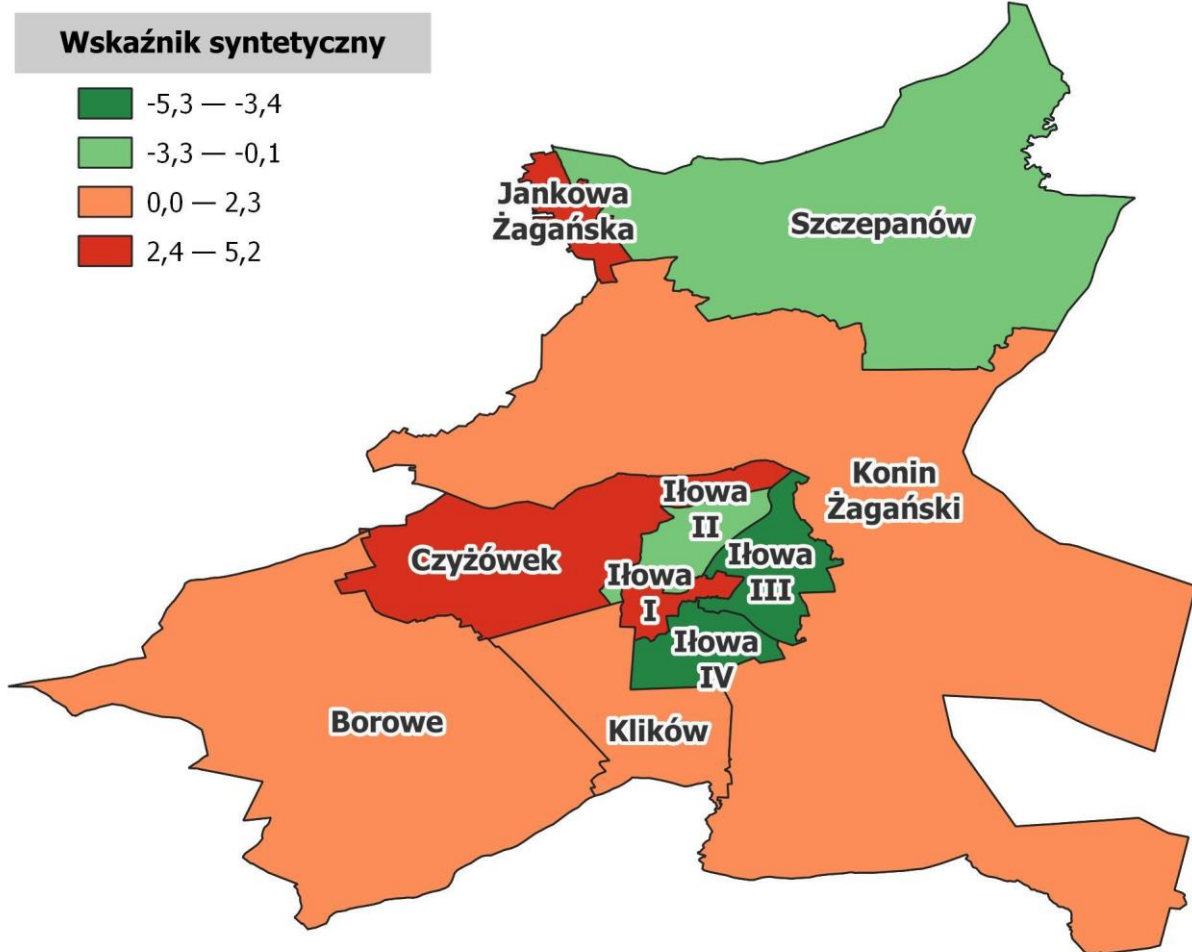 Wskaźnik syntetyczny
-5,3 — -3,4
-3,3 — -0,1
0,0 — 2,3
2,4 — 5,2
Jankowa
Żagańska
Szczepanów
Konin
Żagański
Iłowa
II
Czyżówek
Iłowa
III
Iłowa
I
Iłowa
IV
Borowe
Klików